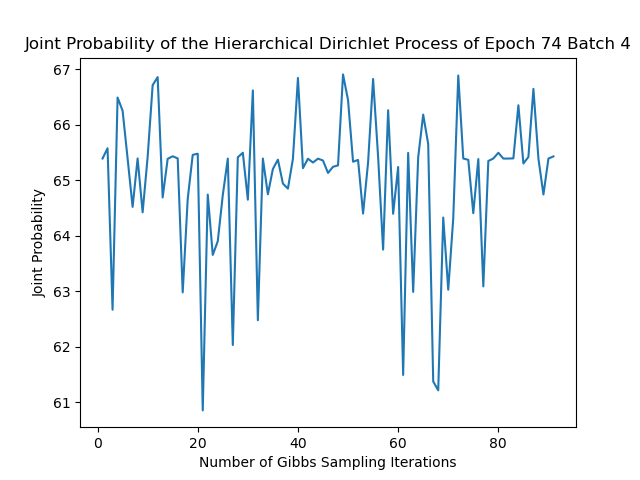 Joint Probability of the Hierarchical Dirichlet Process of Epoch 74 Batch 4
67
66
65
64
63
62
61
Joint Probability
0 20 40 60 80
Number of Gibbs Sampling Iterations